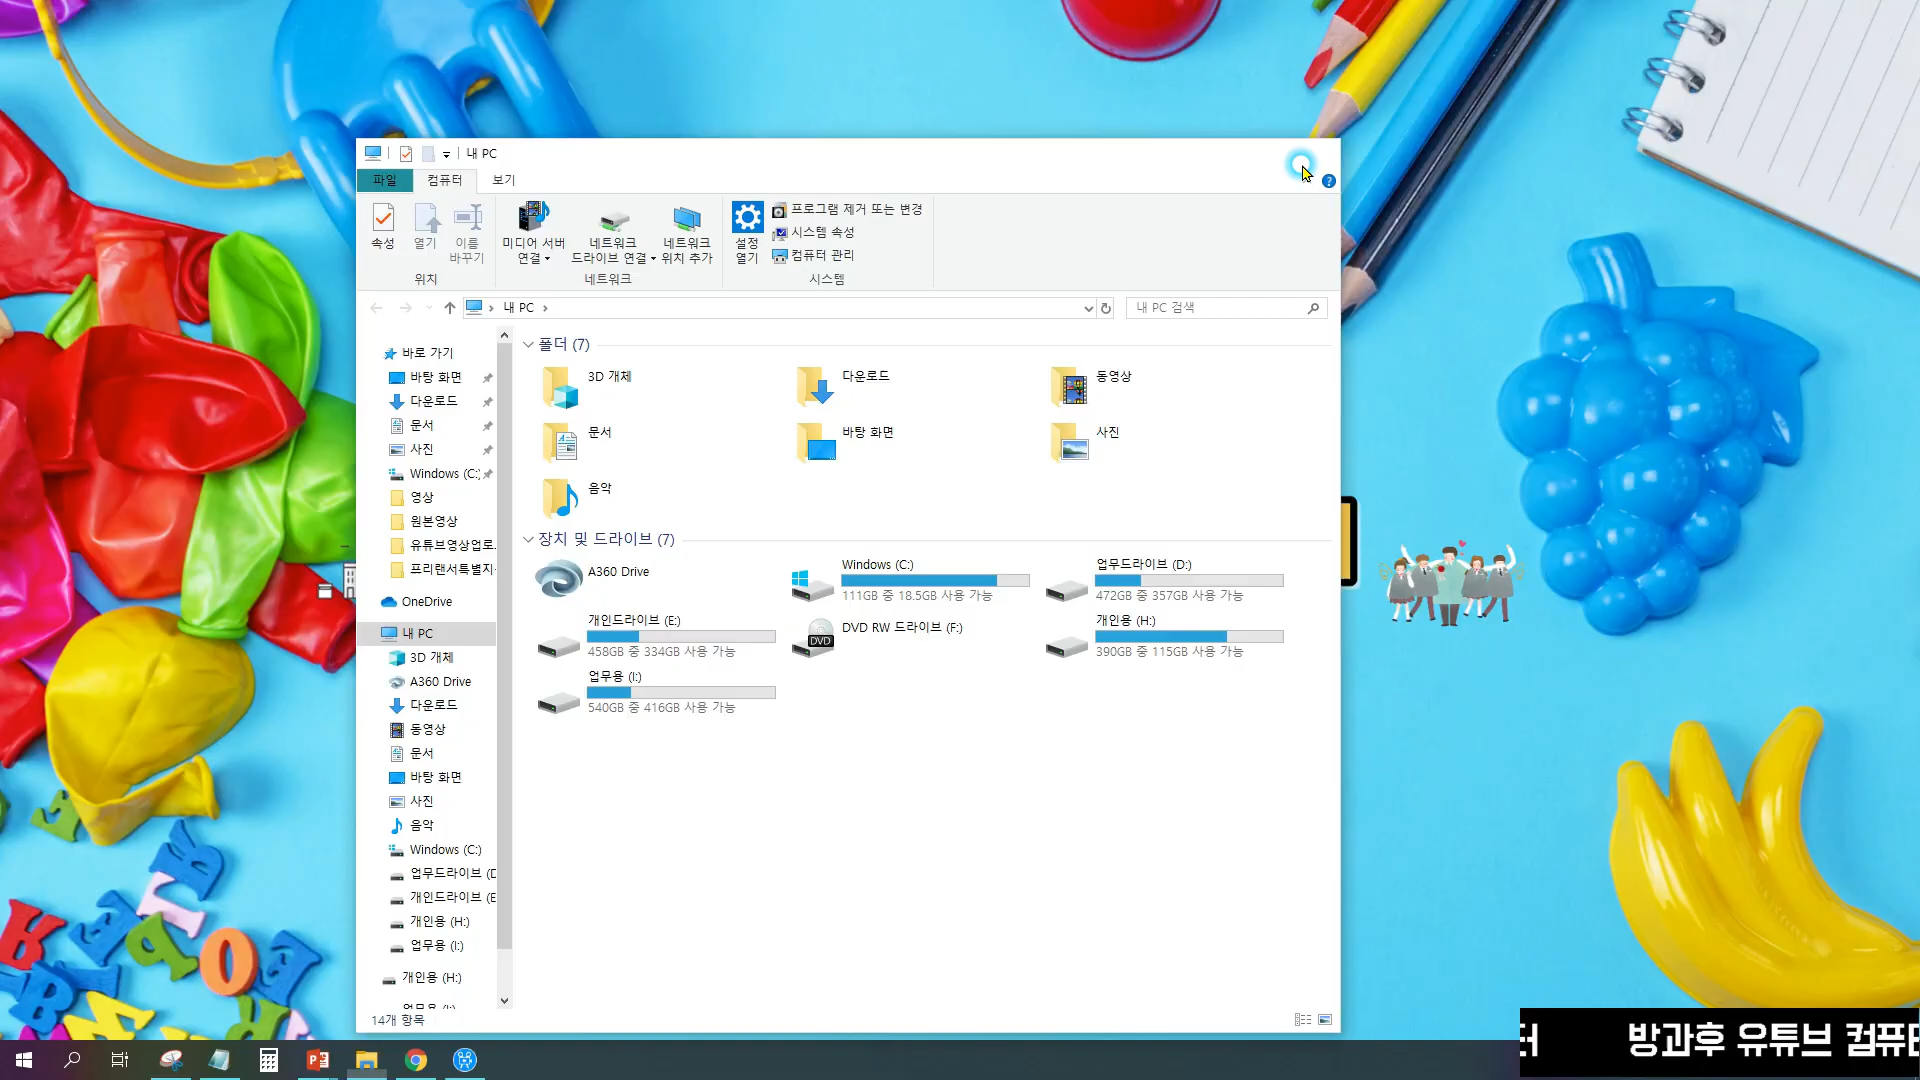 내 PC
파일
컴퓨터
보기
속성
열기
이름
바꾸기
위치
미디어 서버
연결
네트워크
드라이브 연결
네트워크
위치 추가
네트워크
설정
열기
프로그램 제거 또는 변경
시스템 속성
컴퓨터 관리
시스템
내 PC
내 PC 검색
바로 가기
바탕 화면
다운로드
문서
사진
Windows (C:)
영상
원본영상
유튜브영상업로
프리랜서특별지
OneDrive
내 PC
3D 개체
A360 Drive
다운로드
동영상
문서
바탕 화면
사진
음악
Windows (C:)
업무드라이브 (D
개인드라이브 (E
개인용 (H:)
업무용 (I:)
개인용 (H:)
폴더 (7)
3D 개체
다운로드
동영상
문서
바탕 화면
사진
음악
장치 및 드라이브 (7)
A360 Drive
Windows (C:)
111GB 중 18.5GB 사용 가능
업무드라이브 (D:)
472GB 중 357GB 사용 가능
개인드라이브 (E:)
458GB 중 334GB 사용 가능
DVD RW 드라이브 (F:)
DVD
개인용 (H:)
390GB 중 115GB 사용 가능
업무용 (I:)
540GB 중 416GB 사용 가능
14개 항목
터 방과후 유튜브 컴퓨터